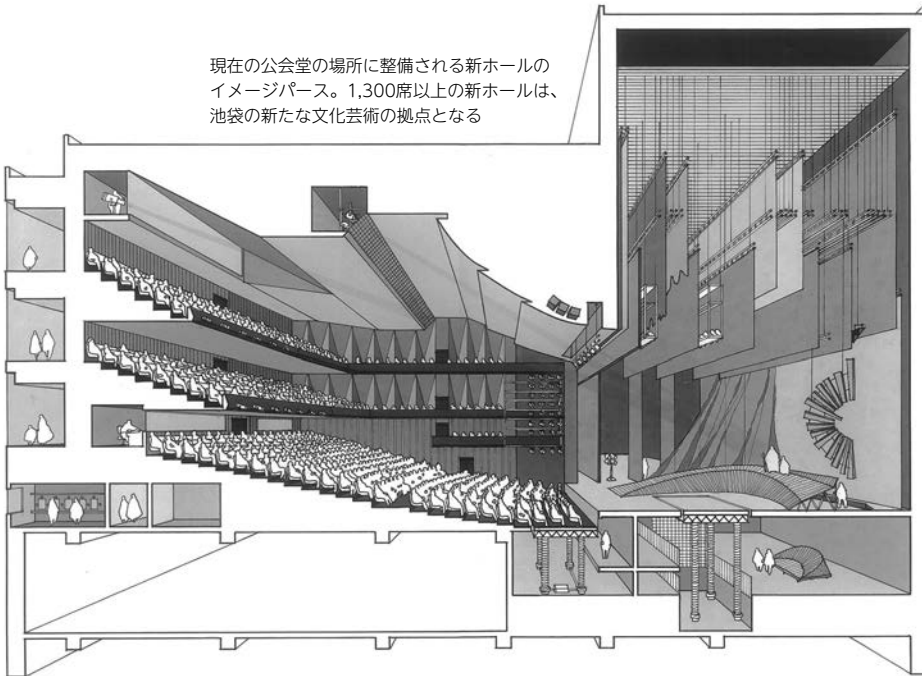 現在の公会堂の場所に整備される新ホールの
イメージパース。1,300席以上の新ホールは、
池袋の新たな文化芸術の拠点となる